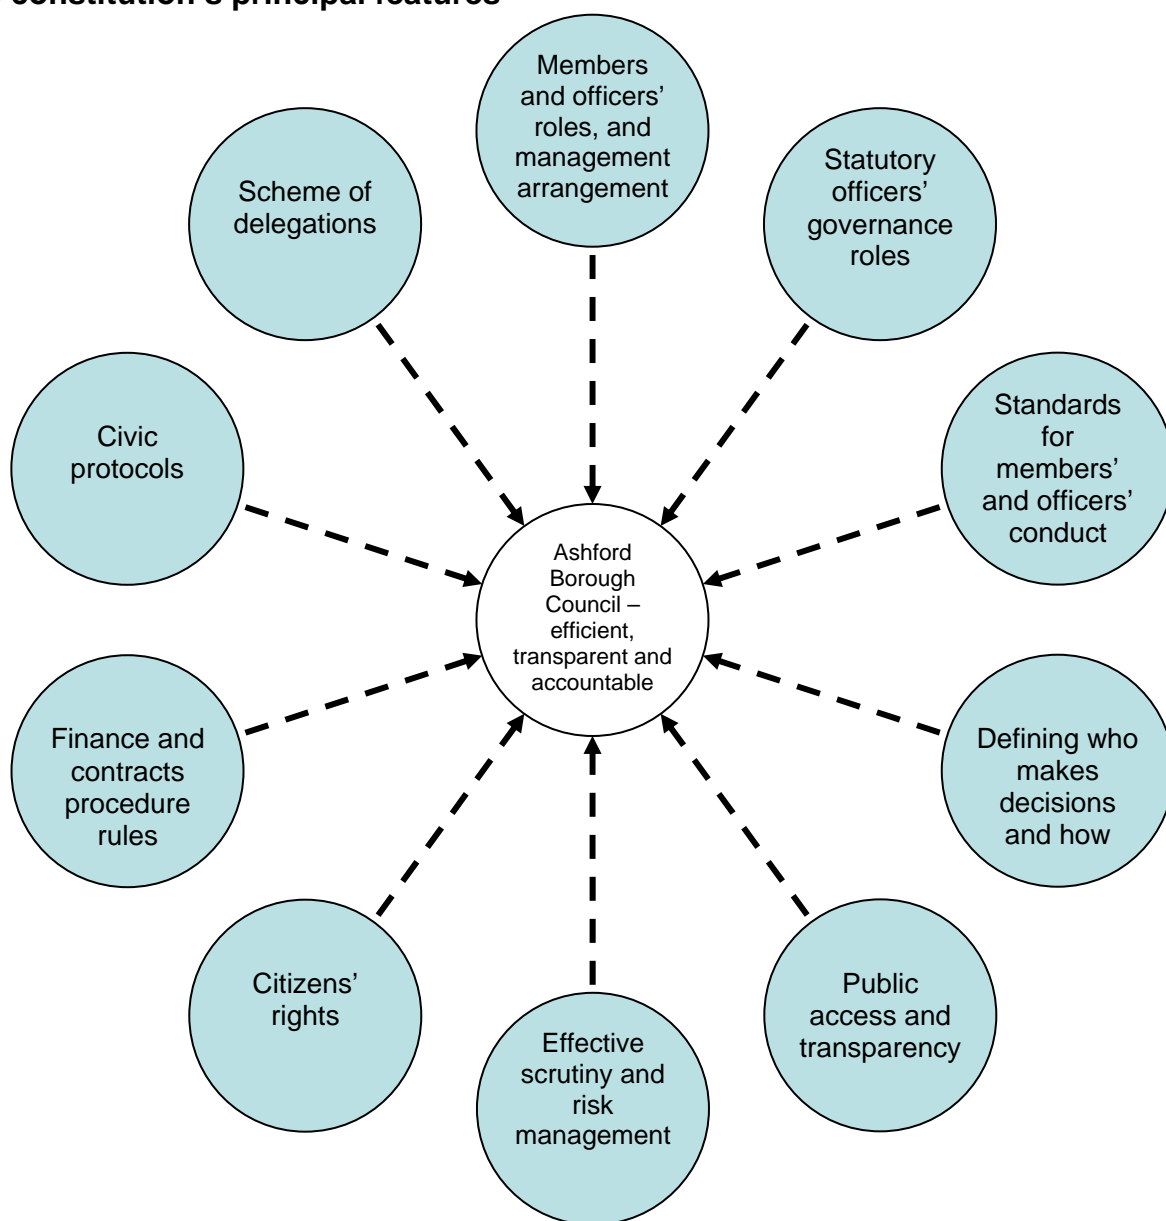 constitution's principal features
Members
and officers'
roles, and
management
arrangement
Statutory
officers'
governance
roles
Standards
for
members'
and officers'
conduct
Defining who
makes
decisions
and how
Public
access and
transparency
Effective
scrutiny and
risk
management
Citizens'
rights
Finance and
contracts
procedure
rules
Civic
protocols
Scheme of
delegations
Ashford
Borough
Council –
efficient,
transparent and
accountable